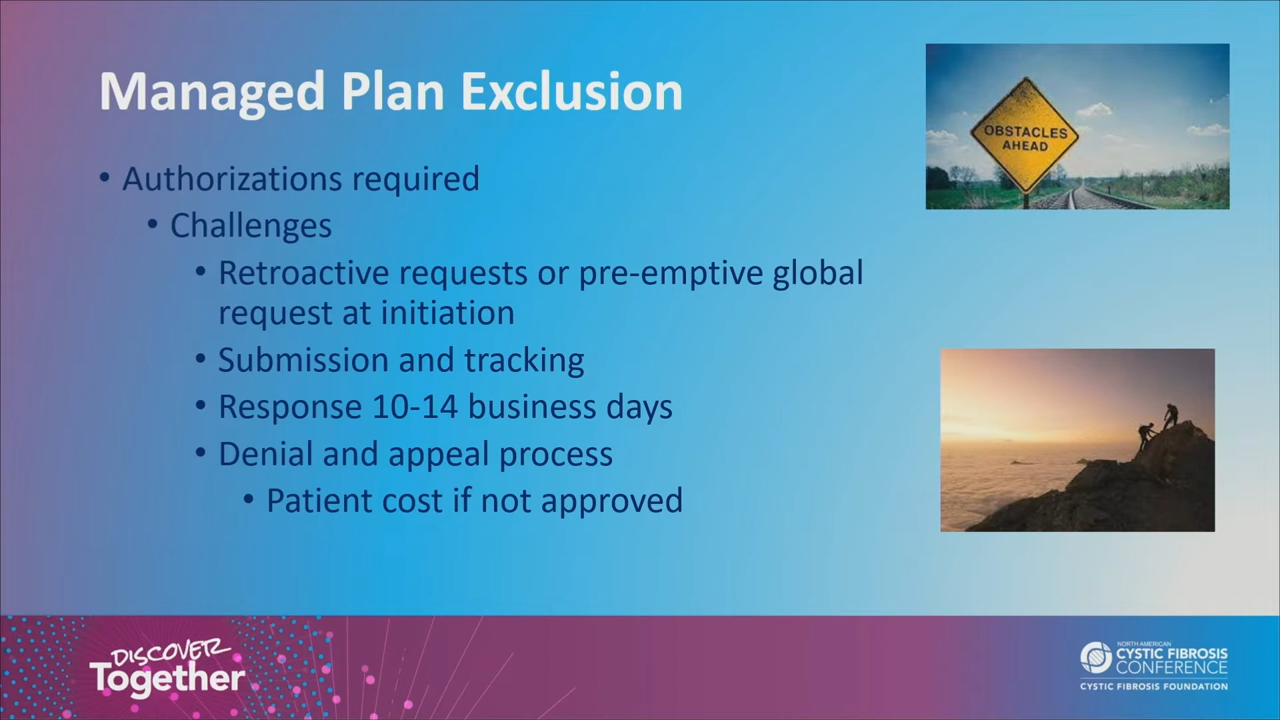 Managed Plan Exclusion
OBSTACLES
AHEAD
• Authorizations required
• Challenges
• Retroactive requests or pre-emptive global
request at initiation
• Submission and tracking
• Response 10-14 business days
• Denial and appeal process
• Patient cost if not approved
DISCOVER
Together
NORTH AMERICAN
CYSTIC FIBROSIS
CONFERENCE
CYSTIC FIBROSIS FOUNDATION